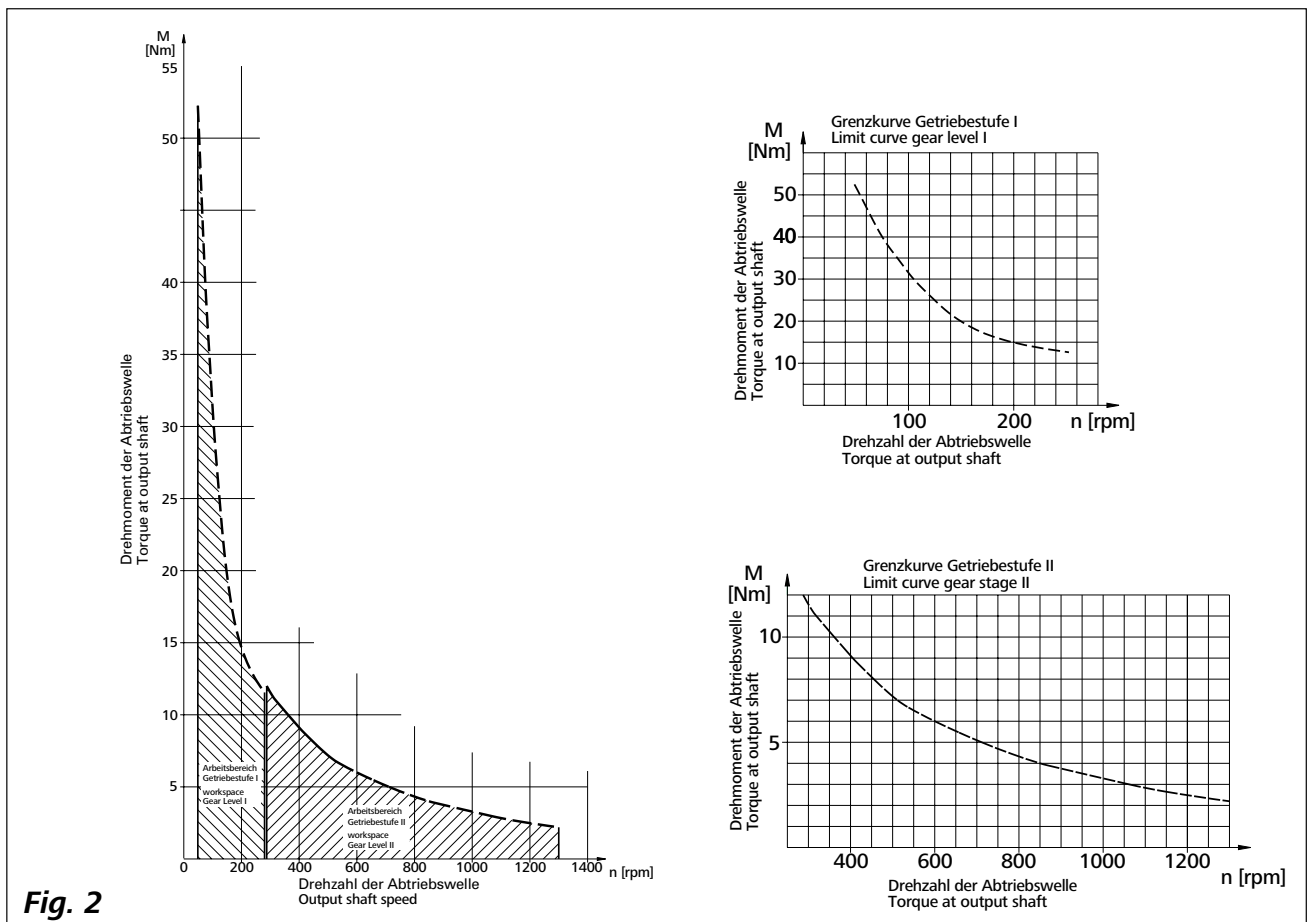 M
[Nm]
55
50
40
35
30
25
20
15
10
5
Drehmoment der Abtriebswelle
Torque at output shaft
Arbeitsbereich
Getriebestufe I
workspace
Gear Level I
Arbeitsbereich
Getriebestufe II
workspace
Gear Level II
0 200 400 600 800 1000 1200 1400 n [rpm]
Drehzahl der Abtriebswelle
Output shaft speed
Grenzkurve Getriebestufe I
Limit curve gear level I
M
[Nm]
50
40
30
20
10
Drehmoment der Abtriebswelle
Torque at output shaft
100 200 n [rpm]
Drehzahl der Abtriebswelle
Torque at output shaft
Grenzkurve Getriebestufe II
Limit curve gear stage II
M
[Nm]
10
5
Drehmoment der Abtriebswelle
Torque at output shaft
400 600 800 1000 1200 n [rpm]
Drehzahl der Abtriebswelle
Torque at output shaft
Fig. 2